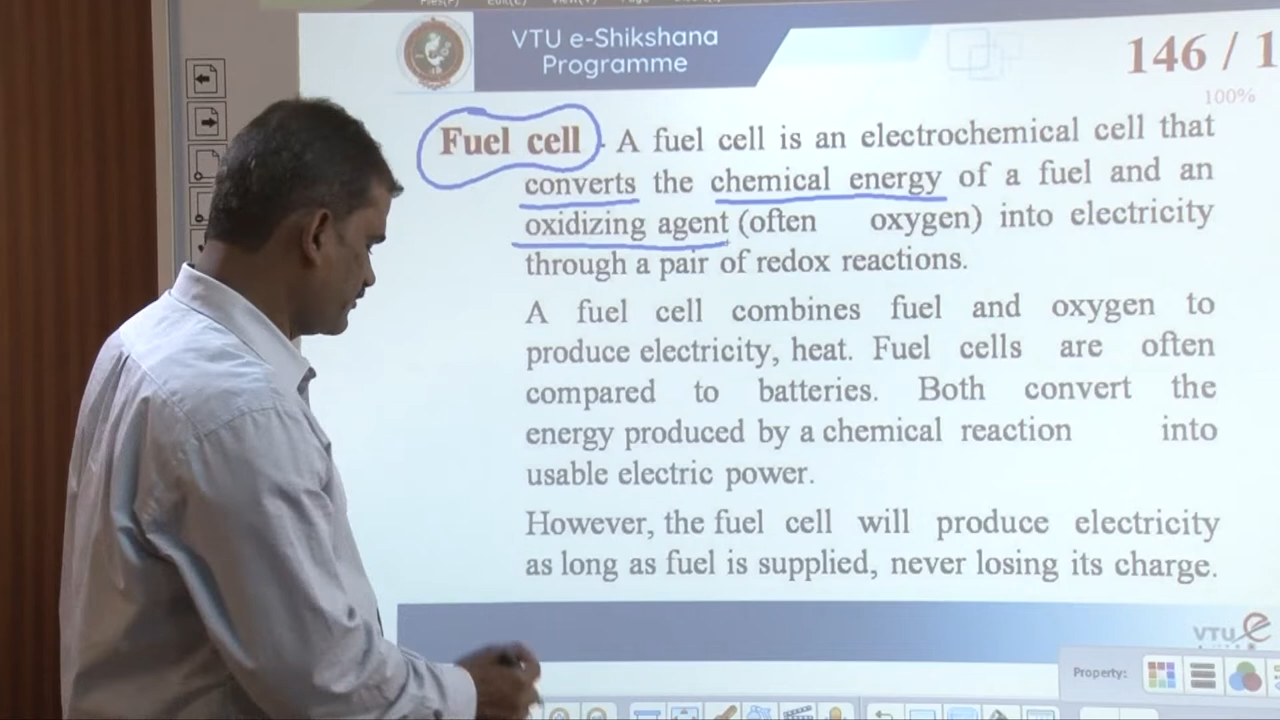 Files(F) Edit(E) View(V) Page
VTU e-Shikshana
Programme
146 / 1
100%
Fuel cell - A fuel cell is an electrochemical cell that
converts the chemical energy of a fuel and an
oxidizing agent (often oxygen) into electricity
through a pair of redox reactions.
A fuel cell combines fuel and oxygen to
produce electricity, heat. Fuel cells are often
compared to batteries. Both convert the
energy produced by a chemical reaction into
usable electric power.
However, the fuel cell will produce electricity
as long as fuel is supplied, never losing its charge.
VTU e
Property: